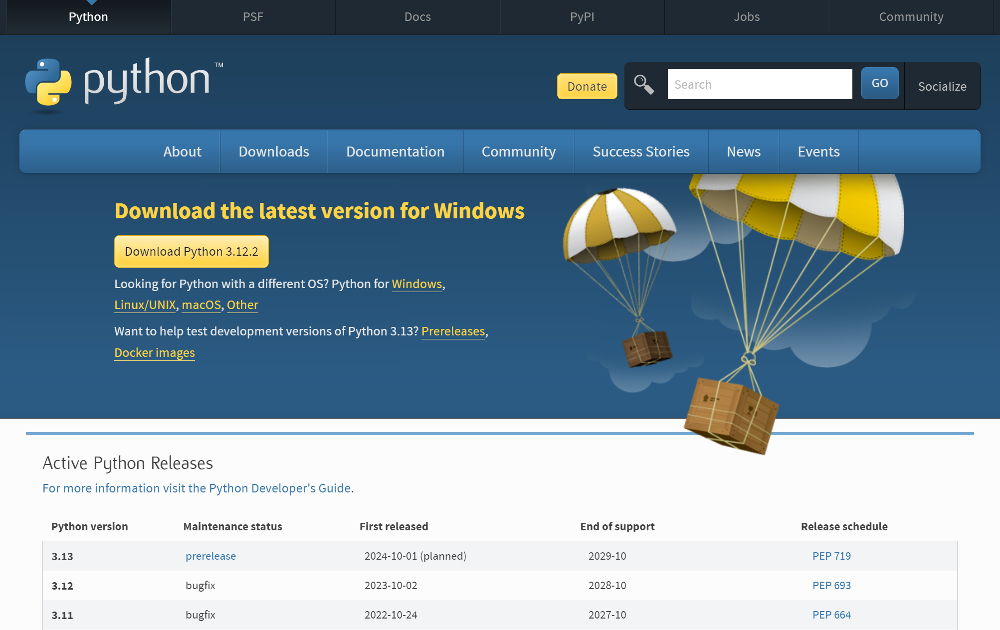 Python PSF Docs PyPI Jobs Community
python TM
Donate Search GO Socialize
About Downloads Documentation Community Success Stories News Events
Download the latest version for Windows
Download Python 3.12.2
Looking for Python with a different OS? Python for Windows,
Linux/UNIX, macOS, Other
Want to help test development versions of Python 3.13? Prereleases,
Docker images
Active Python Releases
For more information visit the Python Developer's Guide.
Python version Maintenance status First released End of support Release schedule
3.13 prerelease 2024-10-01 (planned) 2029-10 PEP 719
3.12 bugfix 2023-10-02 2028-10 PEP 693
3.11 bugfix 2022-10-24 2027-10 PEP 664